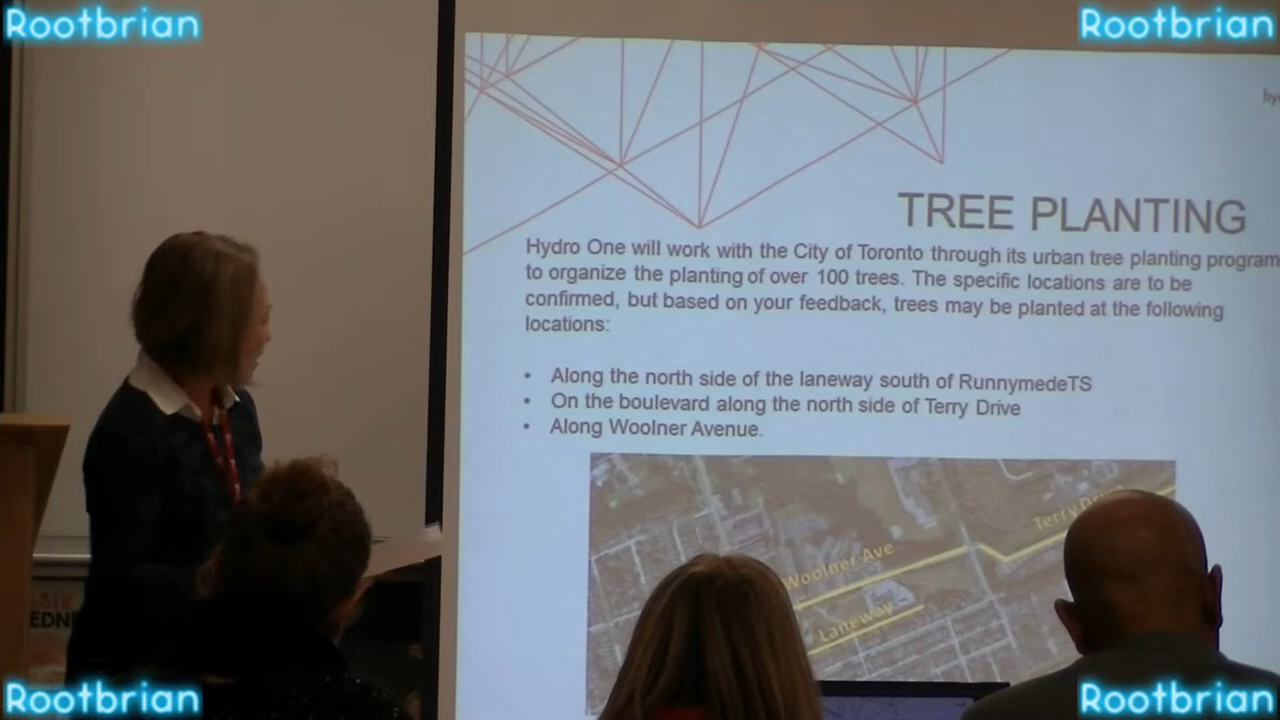 Rootbrian
Rootbrian
TREE PLANTING
Hydro One will work with the City of Toronto through its urban tree planting program
to organize the planting of over 100 trees. The specific locations are to be
confirmed, but based on your feedback, trees may be planted at the following
locations:
• Along the north side of the laneway south of RunnymedeTS
• On the boulevard along the north side of Terry Drive
• Along Woolner Avenue.
Woolner Ave
Laneway
Terry
Rootbrian
Rootbrian